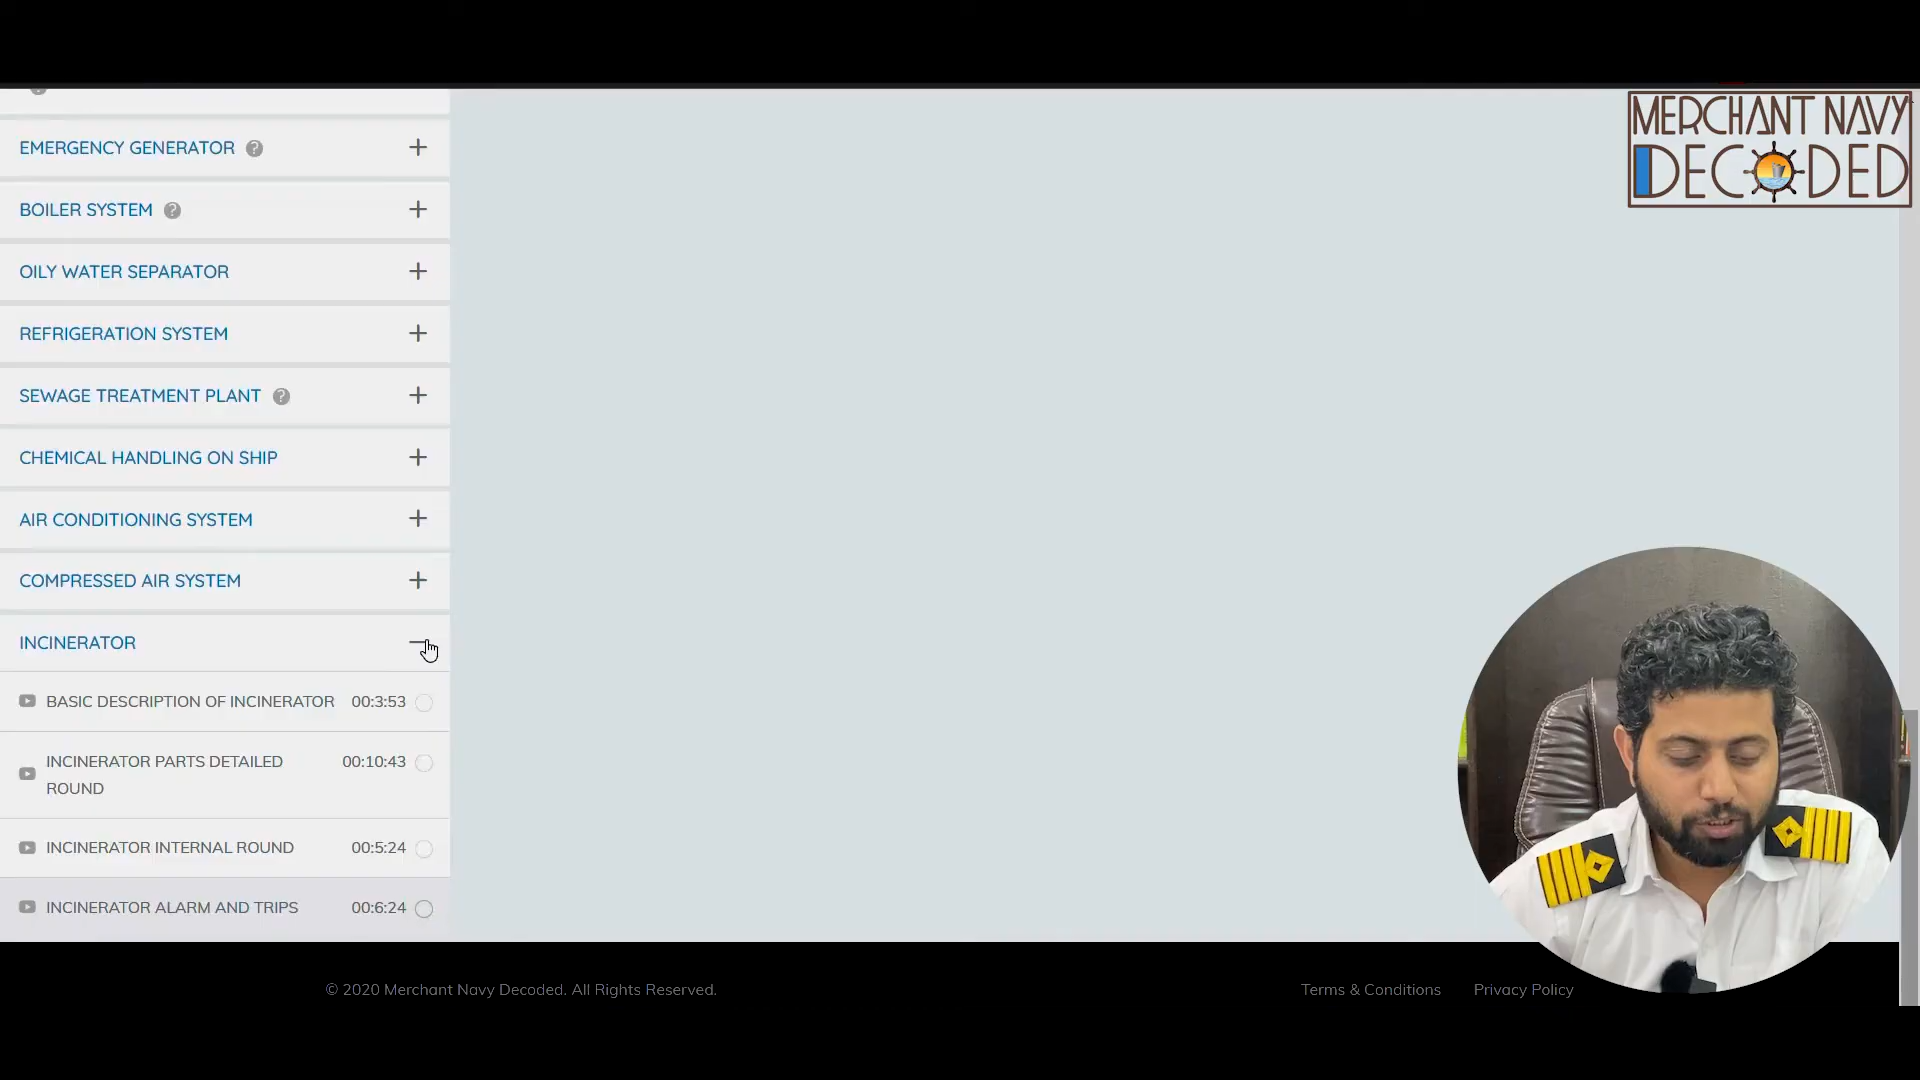 MERCHANT NAVY
DECODED
EMERGENCY GENERATOR ?
BOILER SYSTEM ?
OILY WATER SEPARATOR
REFRIGERATION SYSTEM
SEWAGE TREATMENT PLANT ?
CHEMICAL HANDLING ON SHIP
AIR CONDITIONING SYSTEM
COMPRESSED AIR SYSTEM
INCINERATOR
BASIC DESCRIPTION OF INCINERATOR 00:3:53
INCINERATOR PARTS DETAILED 00:10:43
ROUND
INCINERATOR INTERNAL ROUND 00:5:24
INCINERATOR ALARM AND TRIPS 00:6:24
© 2020 Merchant Navy Decoded. All Rights Reserved.
Terms & Conditions Privacy Policy